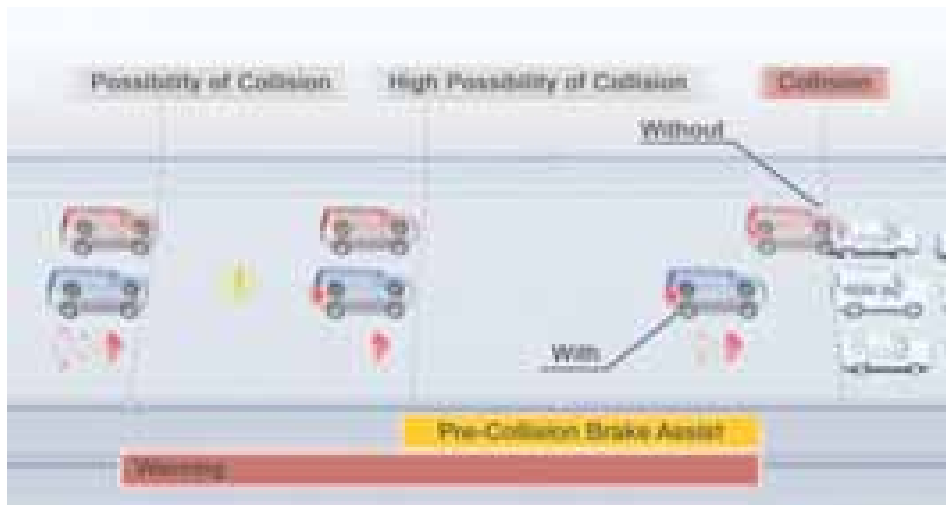 Possibility of Collision
High Possibility of Collision
Collision
Without
With
Pre-Collision Brake Assist
Warning